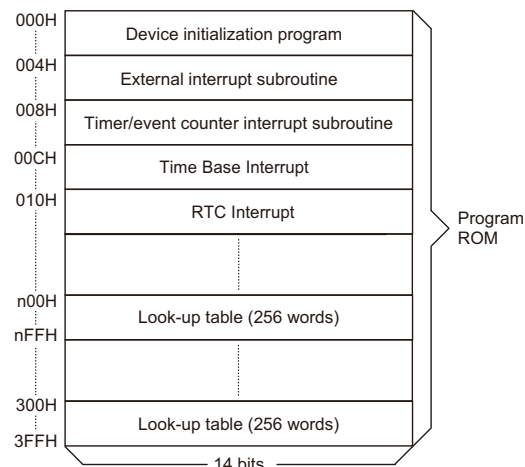 000H
Device initialization program
004H
External interrupt subroutine
008H
Timer/event counter interrupt subroutine
00CH
Time Base Interrupt
010H
RTC Interrupt
Program
ROM
n00H
Look-up table (256 words)
nFFH
300H
Look-up table (256 words)
3FFH
14 bits